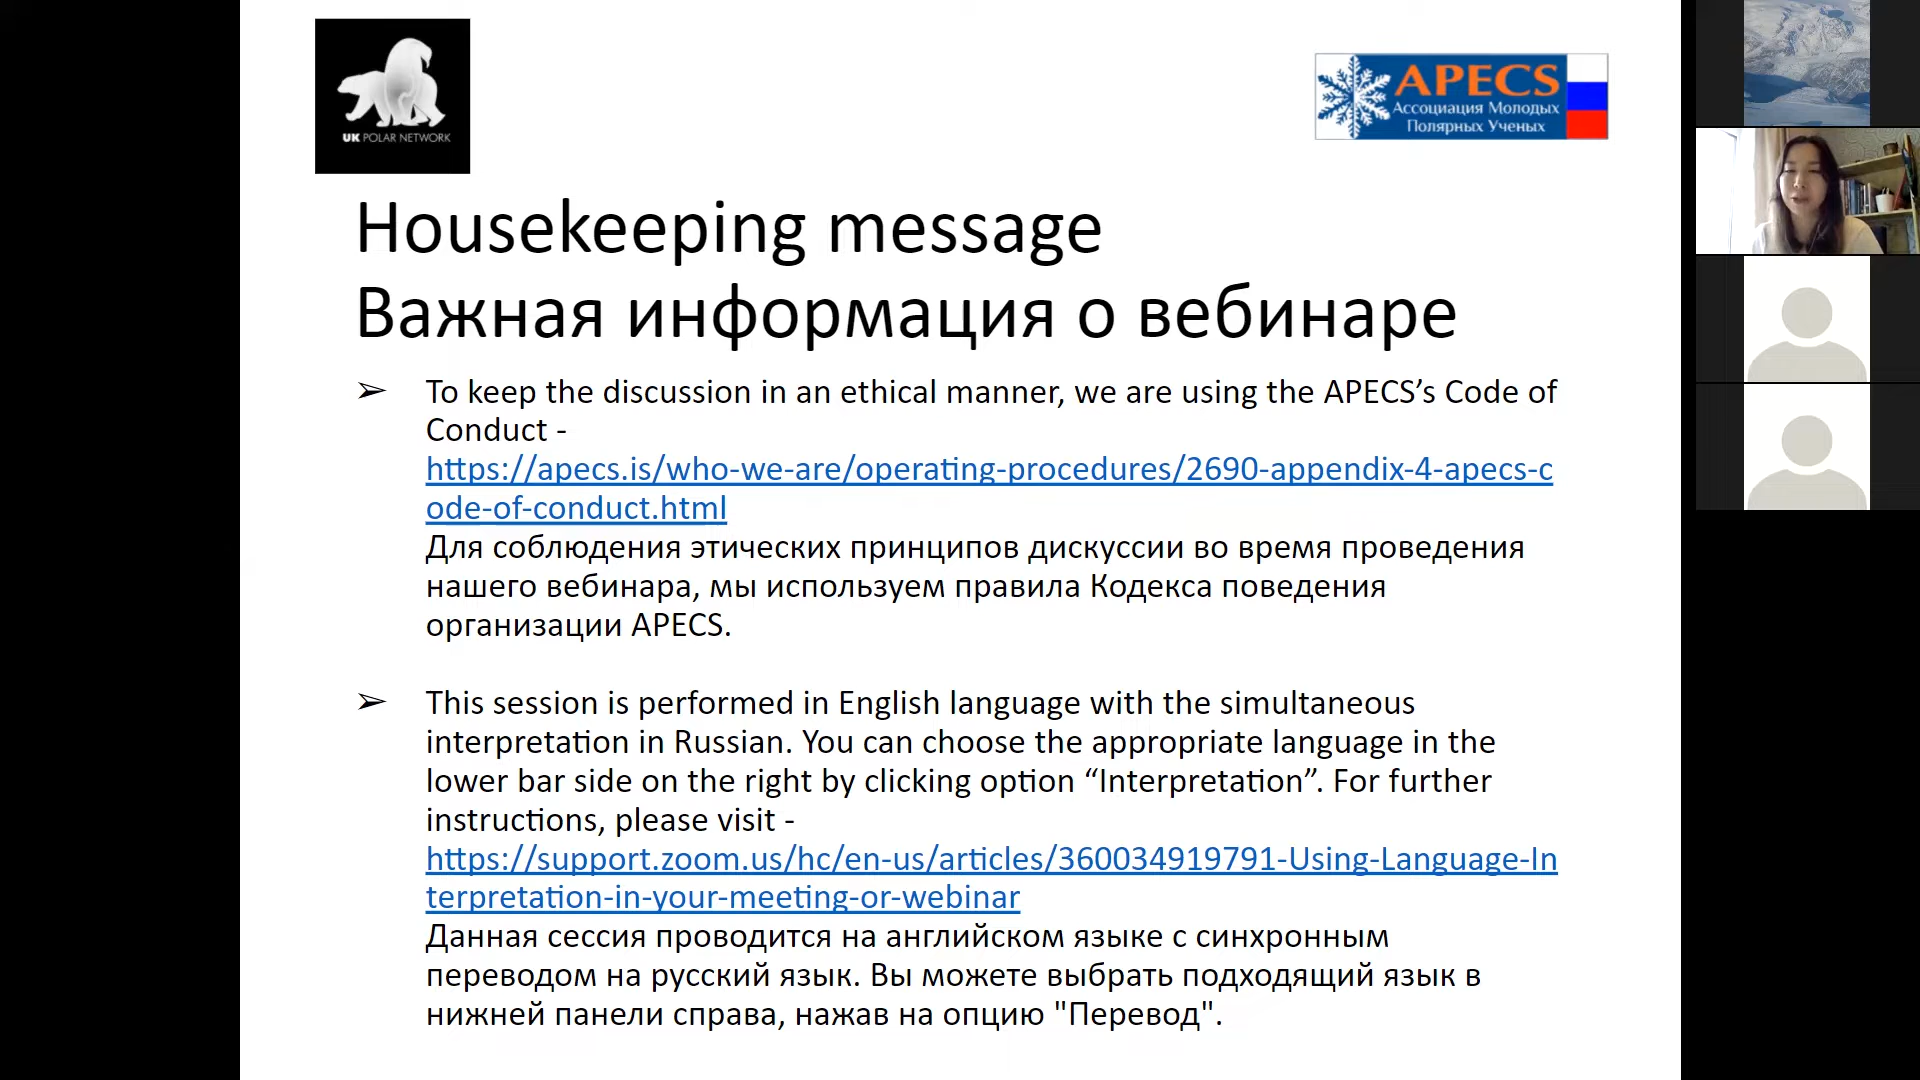 UK POLAR NETWORK
APECS
Ассоциация Молодых
Полярных Ученых
Housekeeping message
Важная информация о вебинаре
➢ To keep the discussion in an ethical manner, we are using the APECS’s Code of
Conduct -
https://apecs.is/who-we-are/operating-procedures/2690-appendix-4-apecs-c
ode-of-conduct.html
Для соблюдения этических принципов дискуссии во время проведения
нашего вебинара, мы используем правила Кодекса поведения
организации APECS.
➢ This session is performed in English language with the simultaneous
interpretation in Russian. You can choose the appropriate language in the
lower bar side on the right by clicking option “Interpretation”. For further
instructions, please visit -
https://support.zoom.us/hc/en-us/articles/360034919791-Using-Language-In
terpretation-in-your-meeting-or-webinar
Данная сессия проводится на английском языке с синхронным
переводом на русский язык. Вы можете выбрать подходящий язык в
нижней панели справа, нажав на опцию "Перевод".